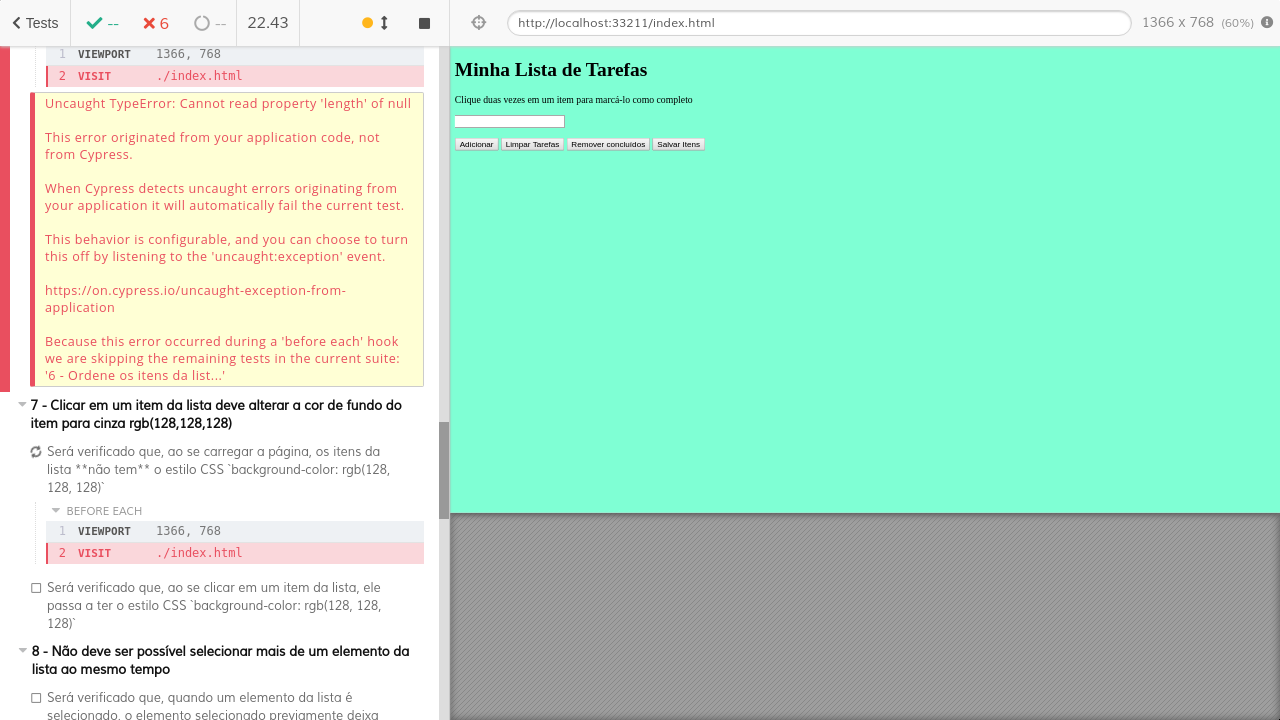 Tests
--
6
--
22.43
http://localhost:33211/index.html
1366 x 768 (60%)
1 VIEWPORT 1366, 768
2 VISIT ./index.html
Uncaught TypeError: Cannot read property 'length' of null
This error originated from your application code, not
from Cypress.
When Cypress detects uncaught errors originating from
your application it will automatically fail the current test.
This behavior is configurable, and you can choose to turn
this off by listening to the 'uncaught:exception' event.
https://on.cypress.io/uncaught-exception-from-
application
Because this error occurred during a 'before each' hook
we are skipping the remaining tests in the current suite:
'6 - Ordene os itens da list...'
7 - Clicar em um item da lista deve alterar a cor de fundo do
item para cinza rgb(128,128,128)
Será verificado que, ao se carregar a página, os itens da
lista **não tem** o estilo CSS `background-color: rgb(128,
128, 128)`
BEFORE EACH
1 VIEWPORT 1366, 768
2 VISIT ./index.html
Será verificado que, ao se clicar em um item da lista, ele
passa a ter o estilo CSS `background-color: rgb(128, 128,
128)`
8 - Não deve ser possível selecionar mais de um elemento da
lista ao mesmo tempo
Será verificado que, quando um elemento da lista é
selecionado, o elemento selecionado previamente deixa
Minha Lista de Tarefas
Clique duas vezes em um item para marcá-lo como completo
Adicionar Limpar Tarefas Remover concluídos Salvar Itens